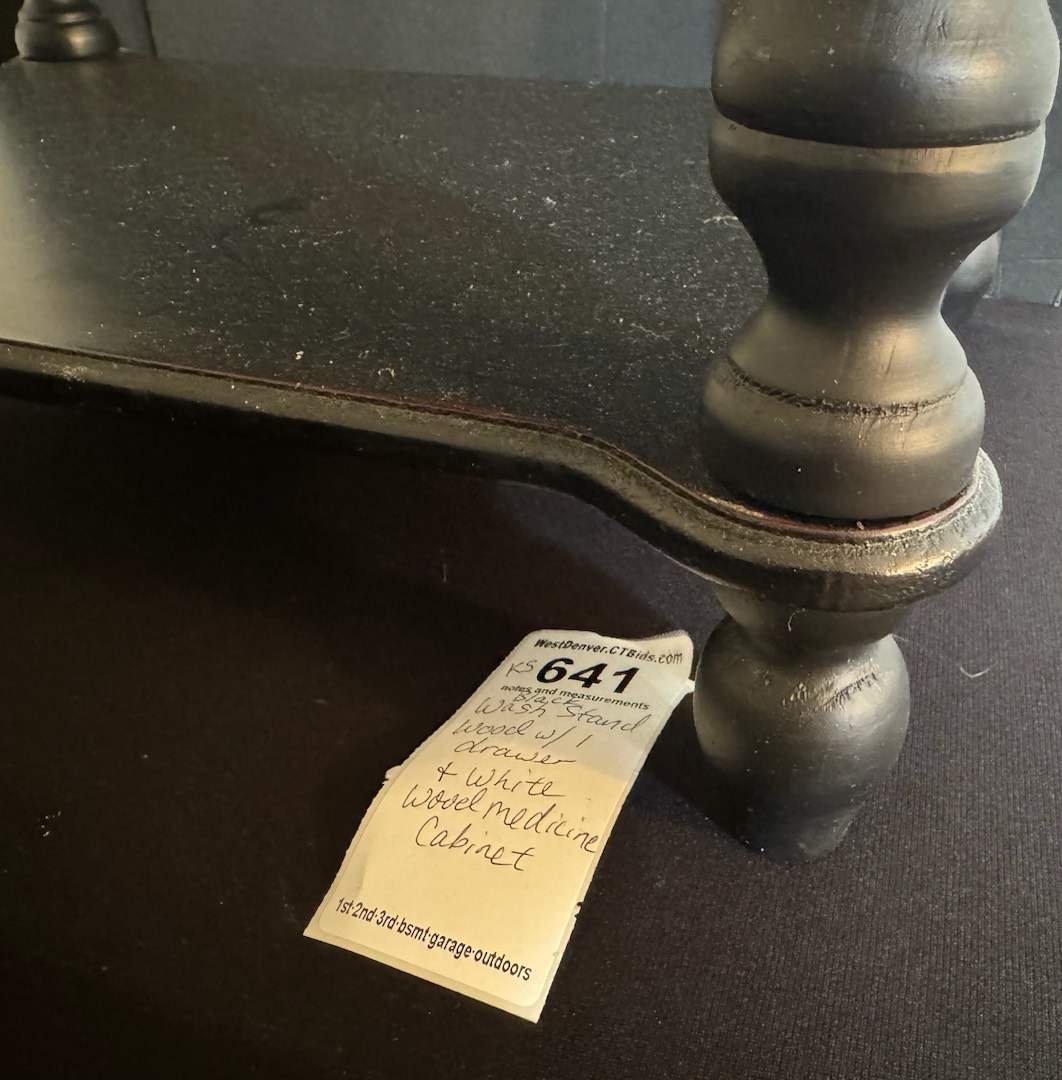 WestDenver.CTBids.com
KS 641
notes and measurements
Black
Wash Stand
Wood w/ 1
drawer
+ White
Wood medicine
Cabinet
1st·2nd·3rd·bsmt·garage·outdoors